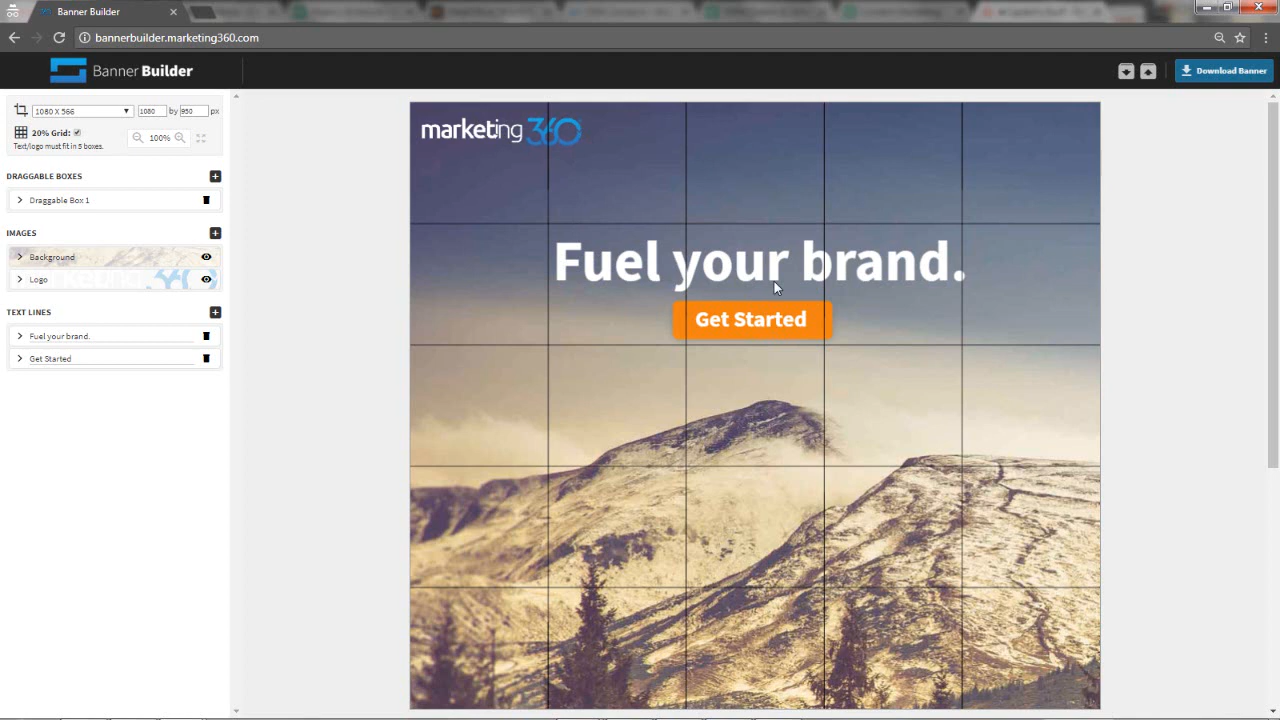 Banner Builder
bannerbuilder.marketing360.com
Banner Builder
Download Banner
1080 X 566
1080 by 950 px
20% Grid:
100%
Text/logo must fit in 5 boxes.
DRAGGABLE BOXES
Draggable Box 1
IMAGES
Background
Logo
TEXT LINES
Fuel your brand.
Get Started
marketing 360
Fuel your brand.
Get Started